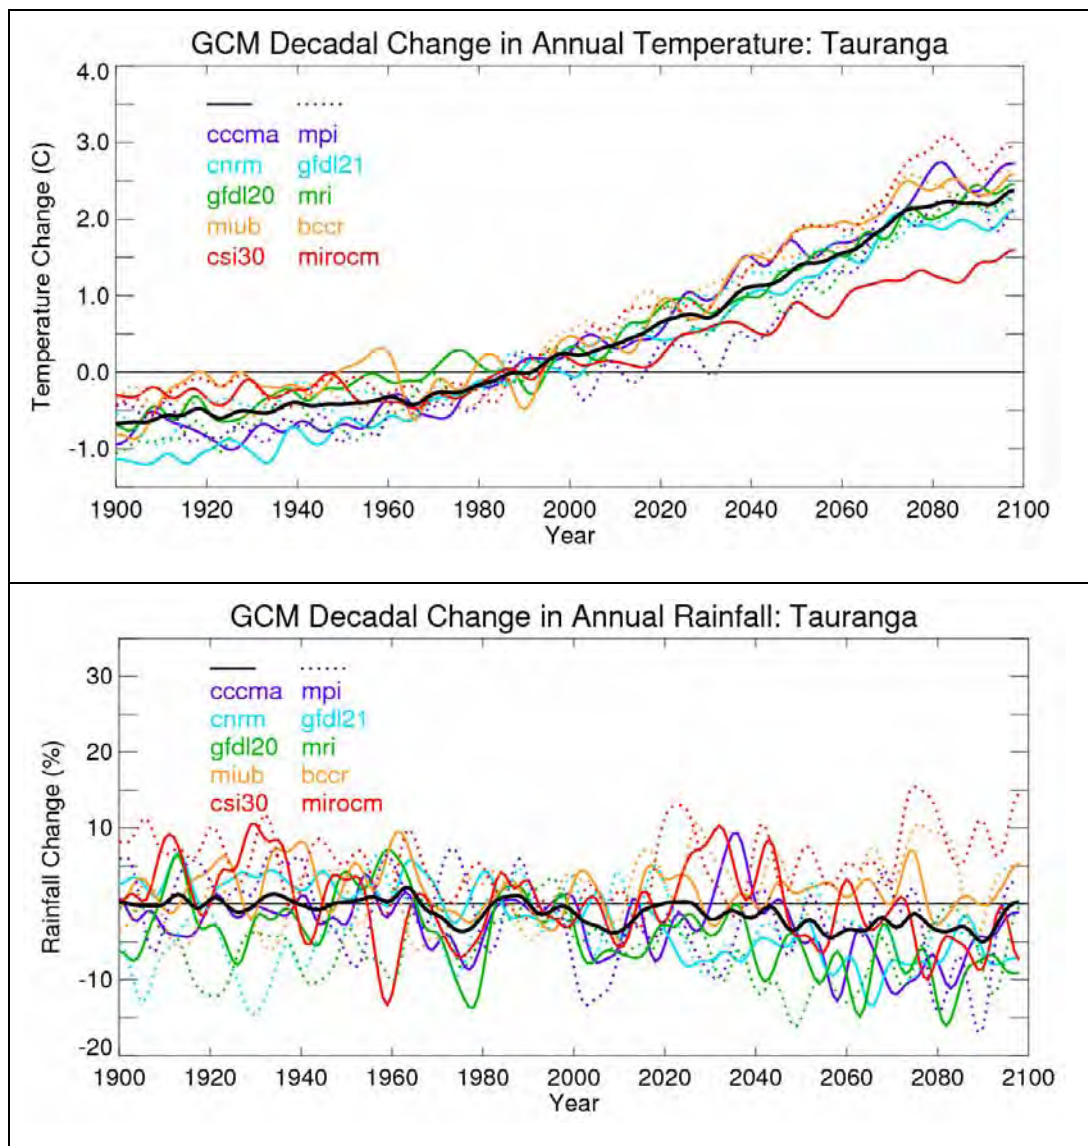 GCM Decadal Change in Annual Temperature: Tauranga
4.0
3.0
2.0
1.0
0.0
-1.0
Temperature Change (C)
cccma mpi
cnrm gfdl21
gfdl20 mri
miub bccr
csi30 mirocm
1900 1920 1940 1960 1980 2000 2020 2040 2060 2080 2100
Year
GCM Decadal Change in Annual Rainfall: Tauranga
30
20
10
0
-10
-20
Rainfall Change (%)
cccma mpi
cnrm gfdl21
gfdl20 mri
miub bccr
csi30 mirocm
1900 1920 1940 1960 1980 2000 2020 2040 2060 2080 2100
Year